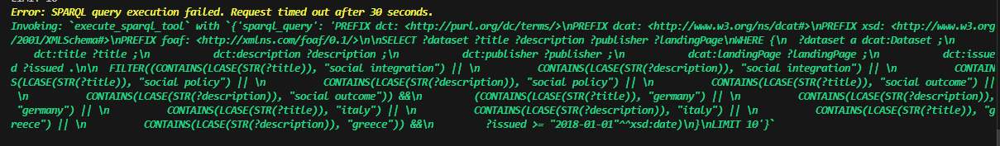 LIMIT 10
Error: SPARQL query execution failed. Request timed out after 30 seconds.
Invoking: `execute_sparql_tool` with `{'sparql_query': 'PREFIX dct: <http://purl.org/dc/terms/>\nPREFIX dcat: <http://www.w3.org/ns/dcat#>\nPREFIX xsd: <http://www.w3.org
/2001/XMLSchema#>\nPREFIX foaf: <http://xmlns.com/foaf/0.1/>\n\nSELECT ?dataset ?title ?description ?publisher ?landingPage\nWHERE {\n  ?dataset a dcat:Dataset ;\n
dct:title ?title ;\n           dct:description ?description ;\n           dct:publisher ?publisher ;\n           dcat:landingPage ?landingPage ;\n           dct:issue
d ?issued .\n\n  FILTER((CONTAINS(LCASE(STR(?title)), "social integration") || \n          CONTAINS(LCASE(STR(?description)), "social integration") || \n          CONTAIN
S(LCASE(STR(?title)), "social policy") || \n          CONTAINS(LCASE(STR(?description)), "social policy") || \n          CONTAINS(LCASE(STR(?title)), "social outcome") ||
\n          CONTAINS(LCASE(STR(?description)), "social outcome")) &&\n         (CONTAINS(LCASE(STR(?title)), "germany") || \n          CONTAINS(LCASE(STR(?description)),
"germany") || \n          CONTAINS(LCASE(STR(?title)), "italy") || \n          CONTAINS(LCASE(STR(?description)), "italy") || \n          CONTAINS(LCASE(STR(?title)), "g
reece") || \n          CONTAINS(LCASE(STR(?description)), "greece")) &&\n         ?issued >= "2018-01-01"^^xsd:date)\n}\nLIMIT 10'}`